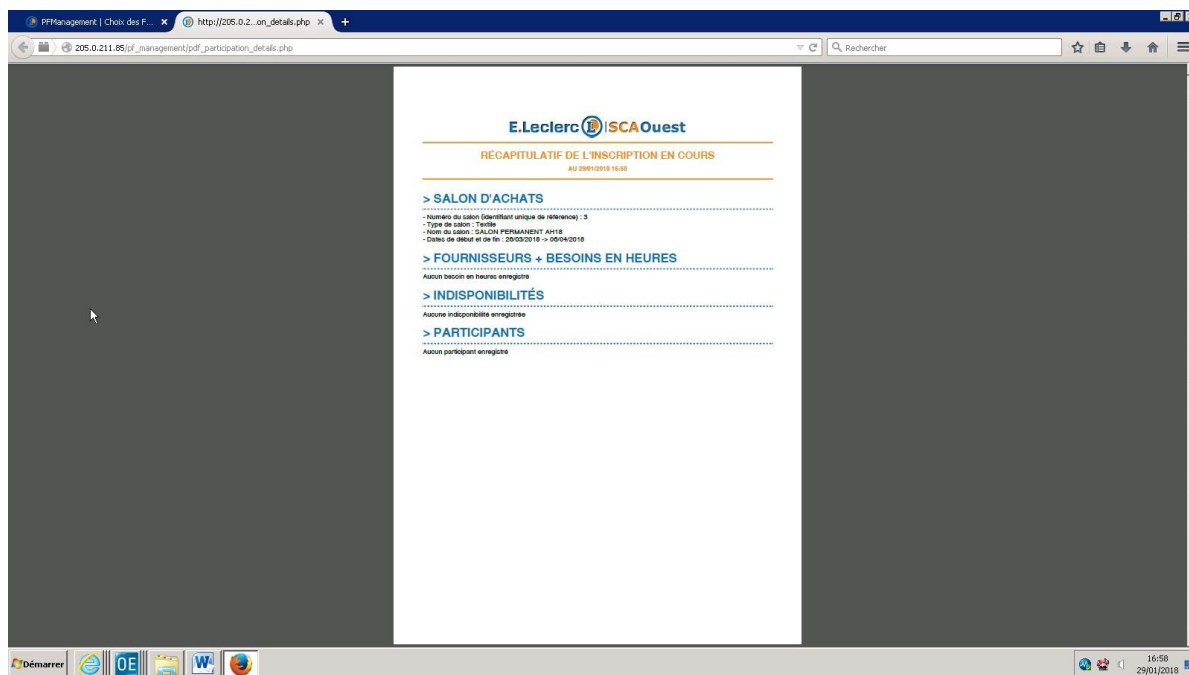 PFManagement | Choix des F...
http://205.0.2...on_details.php
205.0.211.85/pf_management/pdf_participation_details.php
Rechercher
E.Leclerc L SCAOuest
RÉCAPITULATIF DE L'INSCRIPTION EN COURS
AU 29/01/2018 16:58
> SALON D'ACHATS
- Numéro du salon (identifiant unique de référence) : 3
- Type de salon : Textile
- Nom du salon : SALON PERMANENT AH18
- Dates de début et de fin : 26/03/2018 -> 06/04/2018
> FOURNISSEURS + BESOINS EN HEURES
Aucun besoin en heures enregistré
> INDISPONIBILITÉS
Aucune indisponibilité enregistrée
> PARTICIPANTS
Aucun participant enregistré
Démarrer
OE
W
16:58
29/01/2018